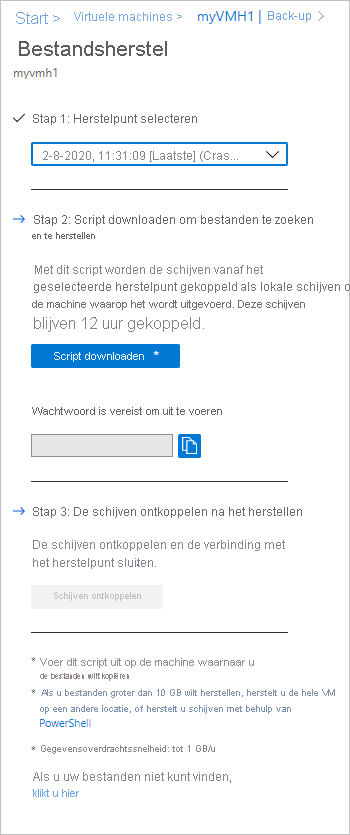 Start > Virtuele machines > myVMH1 | Back-up >
Bestandsherstel
myvmh1
Stap 1: Herstelpunt selecteren
2-8-2020, 11:31:09 [Laatste] (Cras...
Stap 2: Script downloaden om bestanden te zoeken
en te herstellen
Met dit script worden de schijven vanaf het
geselecteerde herstelpunt gekoppeld als lokale schijven o
de machine waarop het wordt uitgevoerd. Deze schijven
blijven 12 uur gekoppeld.
Script downloaden *
Wachtwoord is vereist om uit te voeren
Stap 3: De schijven ontkoppelen na het herstellen
De schijven ontkoppelen en de verbinding met
het herstelpunt sluiten.
Schijven ontkoppelen
* Voer dit script uit op de machine waarnaar u
de bestanden wilt kopiëren
* Als u bestanden groter dan 10 GB wilt herstellen, herstelt u de hele VM
op een andere locatie, of herstelt u schijven met behulp van
PowerShell
* Gegevensoverdrachtssnelheid: tot 1 GB/u
Als u uw bestanden niet kunt vinden,
klikt u hier